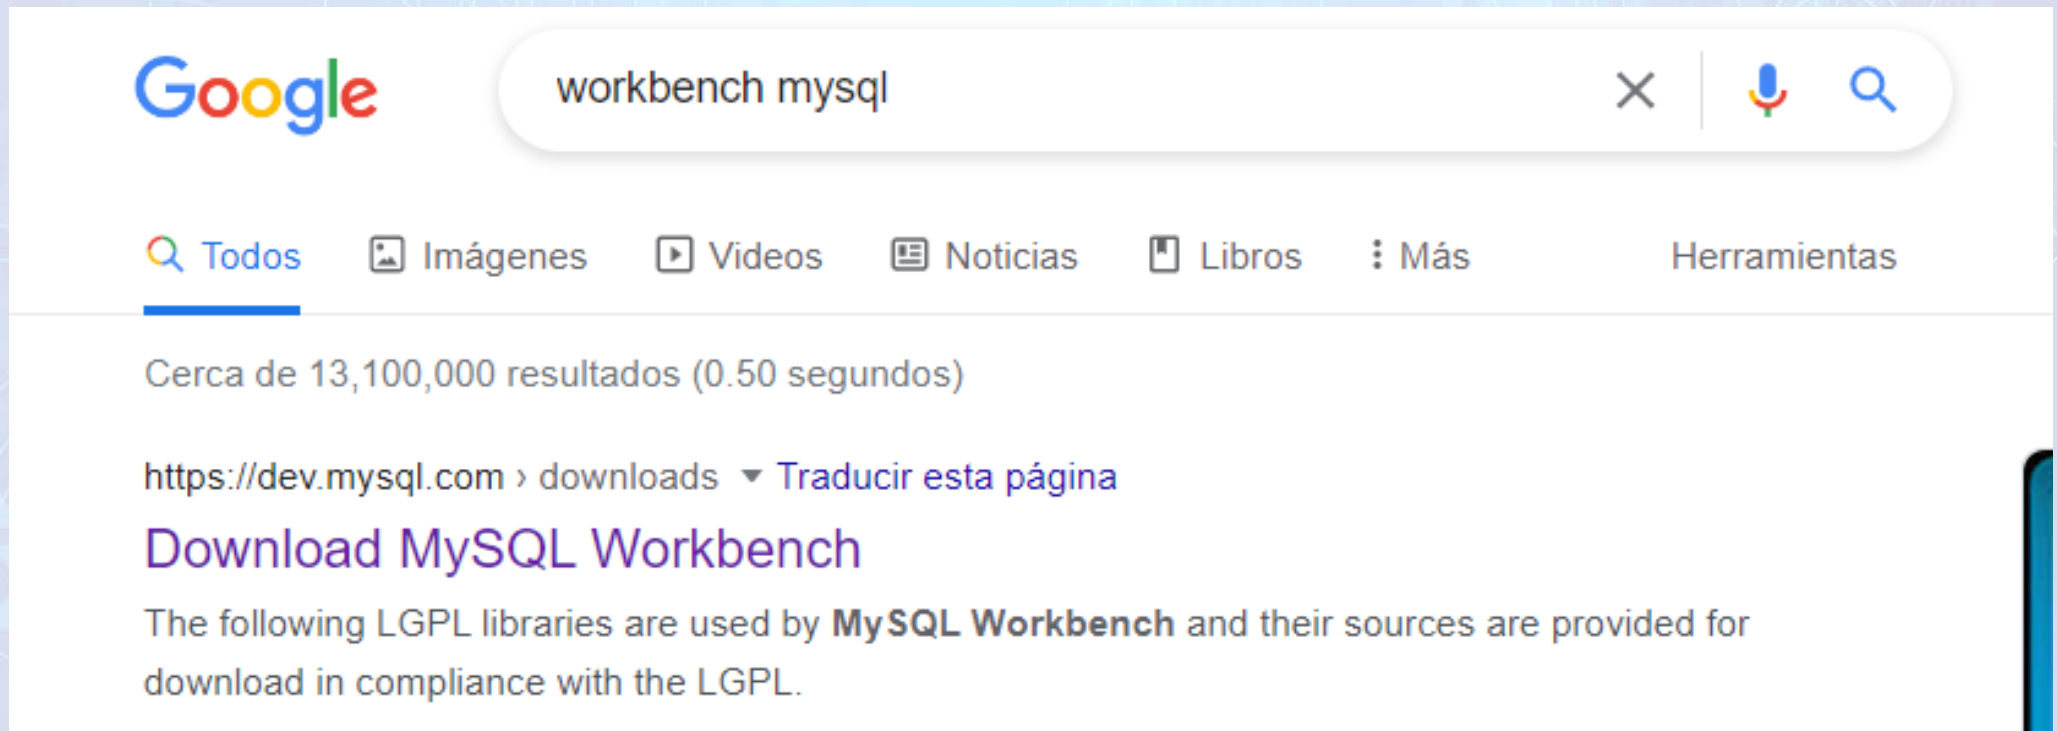 Google
workbench mysql
Todos Imágenes Videos Noticias Libros Más Herramientas
Cerca de 13,100,000 resultados (0.50 segundos)
https://dev.mysql.com › downloads Traducir esta página
Download MySQL Workbench
The following LGPL libraries are used by MySQL Workbench and their sources are provided for
download in compliance with the LGPL.